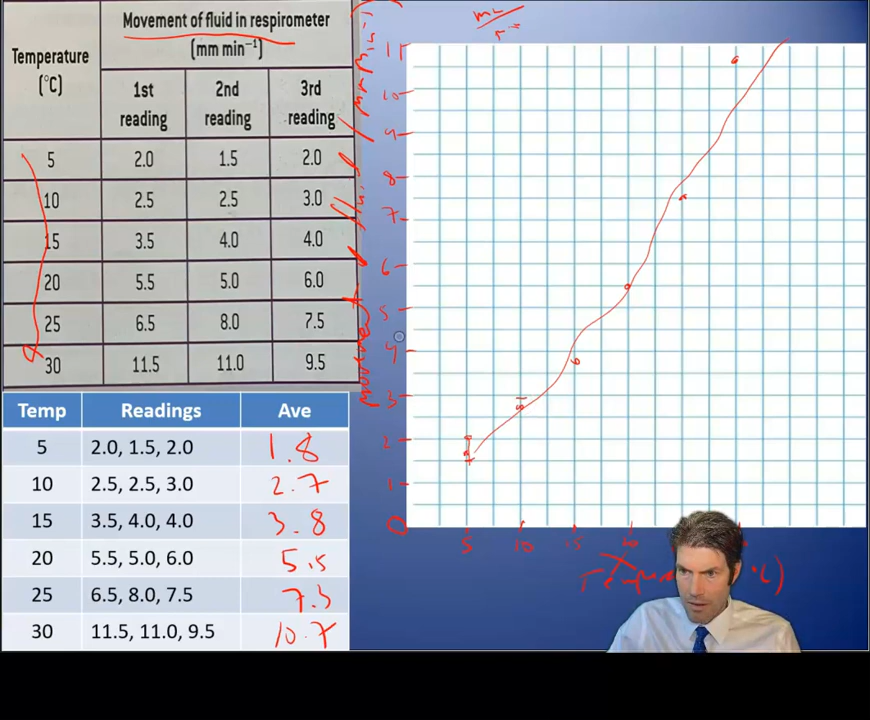 Movement of fluid in respirometer
(mm min⁻¹)
Temperature
(°C)
1st
reading
2nd
reading
3rd
reading
5 2.0 1.5 2.0
10 2.5 2.5 3.0
15 3.5 4.0 4.0
20 5.5 5.0 6.0
25 6.5 8.0 7.5
30 11.5 11.0 9.5
Temp Readings Ave
5 2.0, 1.5, 2.0 1.8
10 2.5, 2.5, 3.0 2.7
15 3.5, 4.0, 4.0 3.8
20 5.5, 5.0, 6.0 5.5
25 6.5, 8.0, 7.5 7.3
30 11.5, 11.0, 9.5 10.7
movement of fluid / mm min⁻¹)
11
10
9
8
7
6
5
4
3
2
1
0
5 10 15
°C)